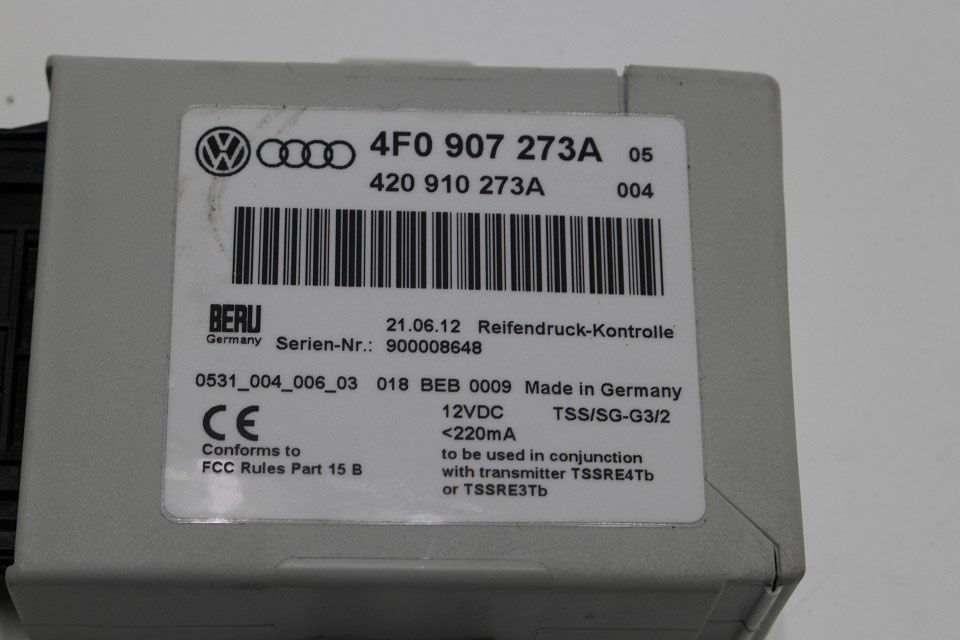 4F0 907 273A 05
420 910 273A 004
BERU
Germany
21.06.12 Reifendruck-Kontrolle
Serien-Nr.: 900008648
0531_004_006_03 018 BEB 0009 Made in Germany
CE
12VDC TSS/SG-G3/2
<220mA
Conforms to
FCC Rules Part 15 B
to be used in conjunction
with transmitter TSSRE4Tb
or TSSRE3Tb